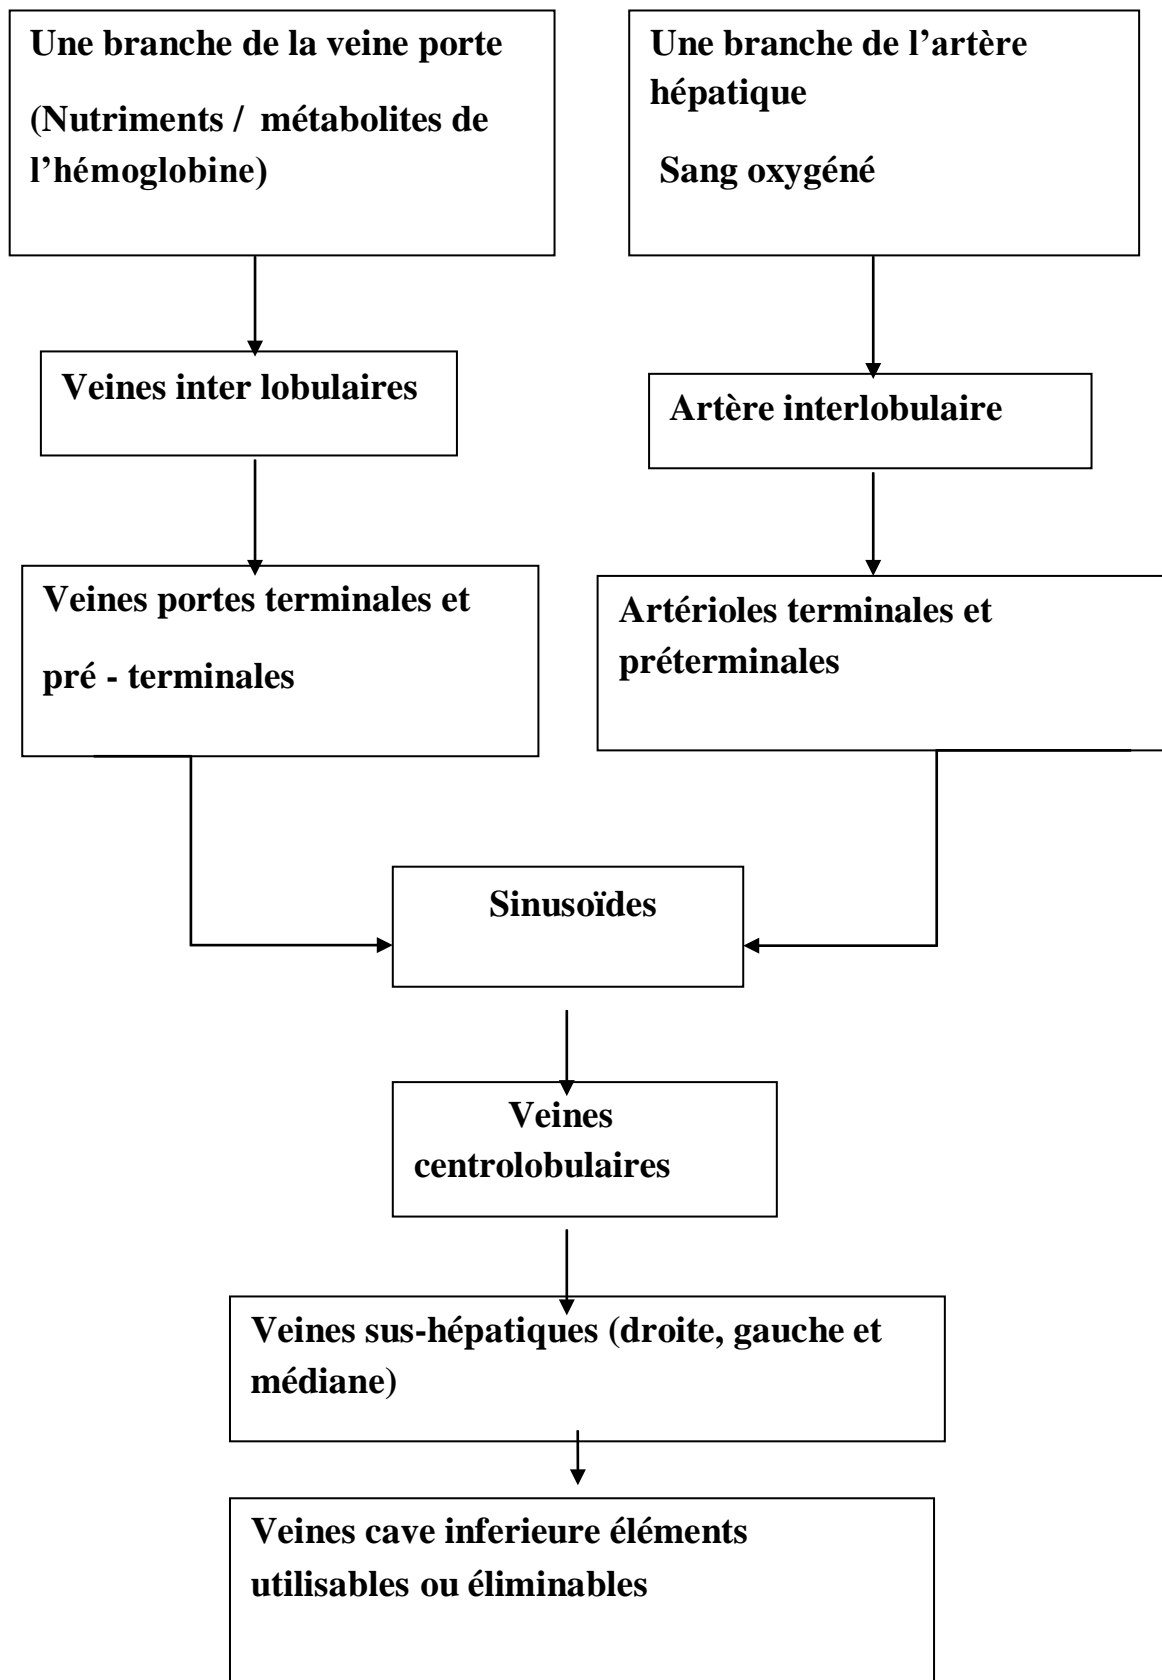 Une branche de la veine porte
(Nutriments / métabolites de
l’hémoglobine)
Une branche de l’artère
hépatique
Sang oxygéné
Veines inter lobulaires
Artère interlobulaire
Veines portes terminales et
pré - terminales
Artérioles terminales et
préterminales
Sinusoïdes
Veines
centrolobulaires
Veines sus-hépatiques (droite, gauche et
médiane)
Veines cave inferieure éléments
utilisables ou éliminables